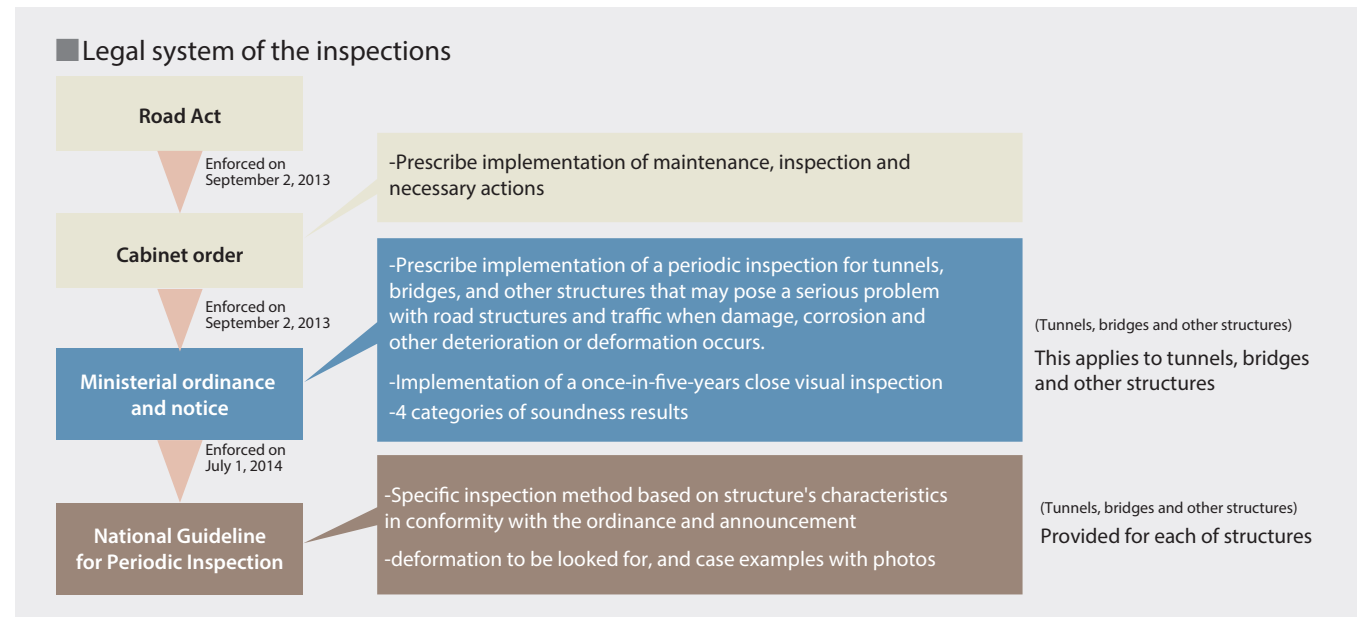 Legal system of the inspections
Road Act
Enforced on
September 2, 2013
-Prescribe implementation of maintenance, inspection and
necessary actions
Cabinet order
Enforced on
September 2, 2013
-Prescribe implementation of a periodic inspection for tunnels,
bridges, and other structures that may pose a serious problem
with road structures and traffic when damage, corrosion and
other deterioration or deformation occurs.
-Implementation of a once-in-five-years close visual inspection
-4 categories of soundness results
(Tunnels, bridges and other structures)
This applies to tunnels, bridges
and other structures
Ministerial ordinance
and notice
Enforced on
July 1, 2014
-Specific inspection method based on structure's characteristics
in conformity with the ordinance and announcement
-deformation to be looked for, and case examples with photos
(Tunnels, bridges and other structures)
Provided for each of structures
National Guideline
for Periodic Inspection